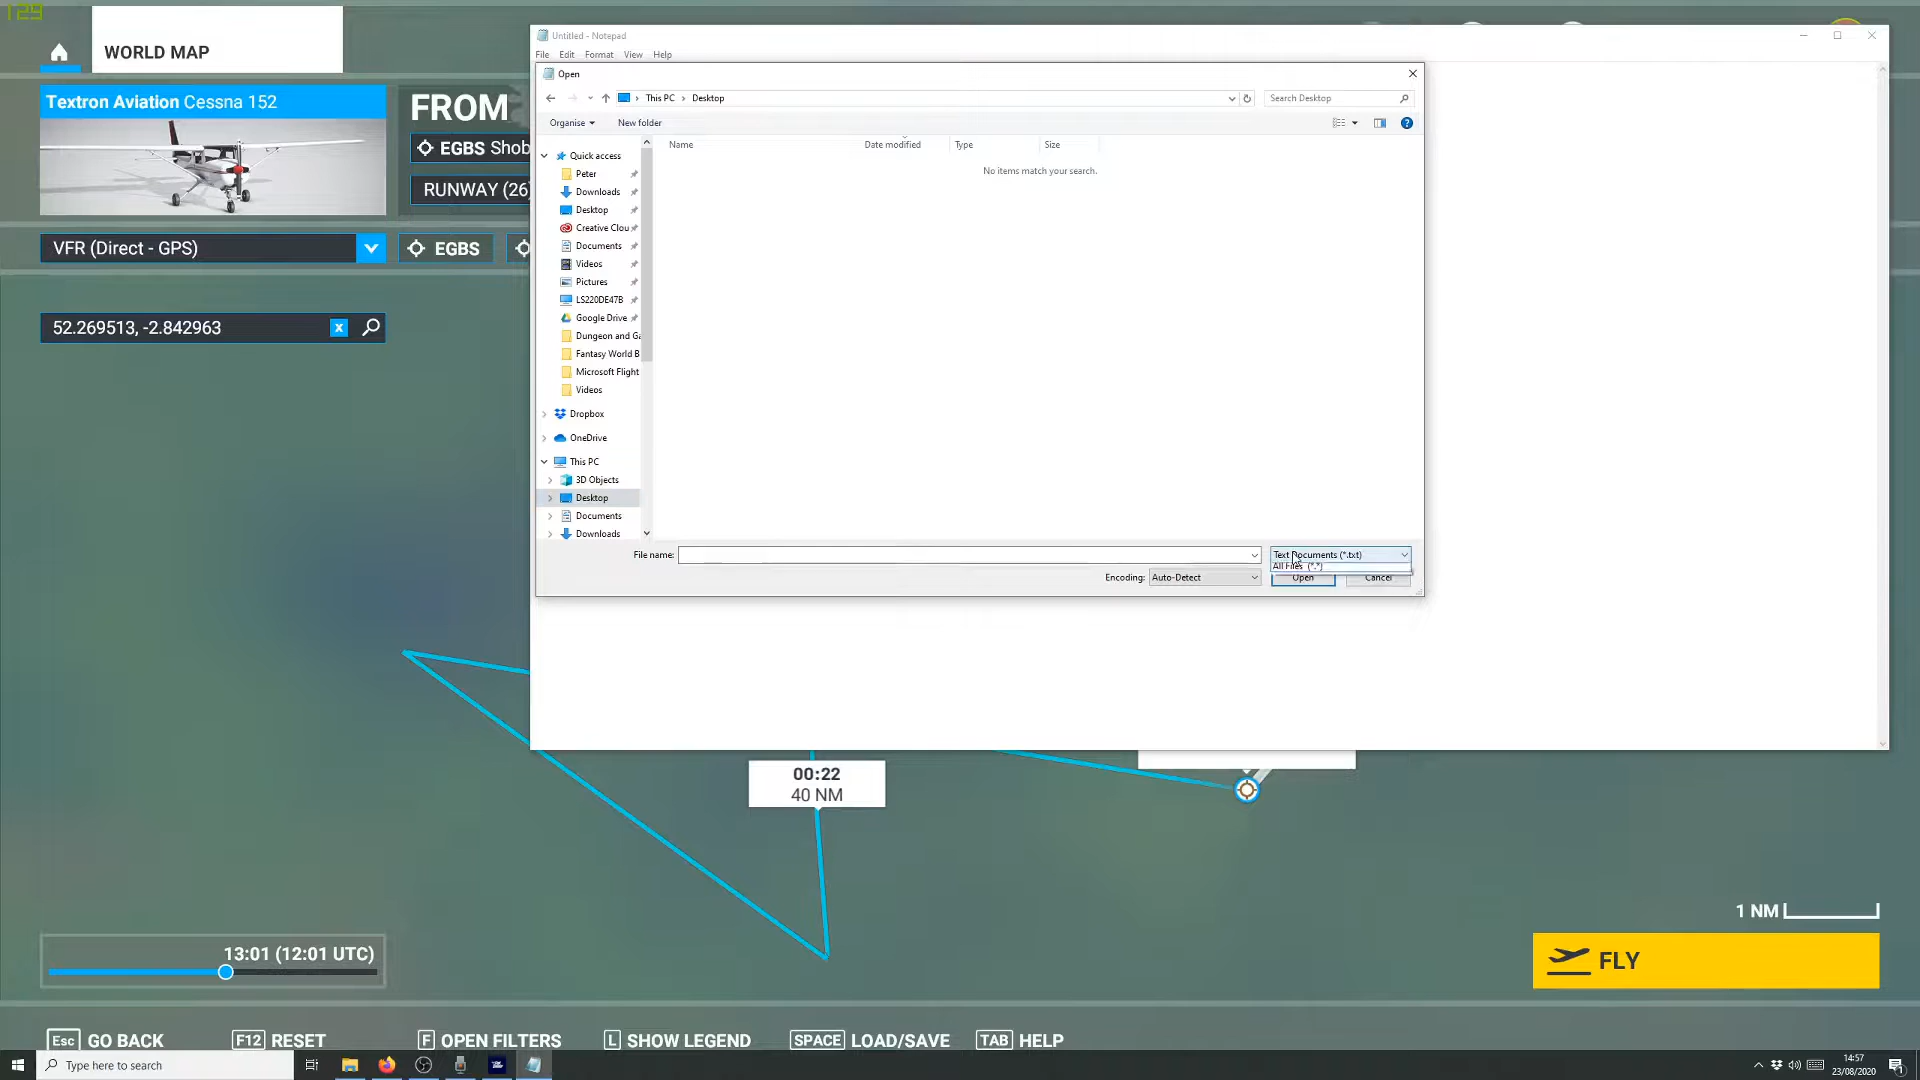 129
WORLD MAP
Textron Aviation Cessna 152
FROM
EGBS Shob
RUNWAY (26)
VFR (Direct - GPS)
EGBS
52.269513, -2.842963
x
Untitled - Notepad
File Edit Format View Help
Open
This PC > Desktop
Search Desktop
Organise New folder
Name Date modified Type Size
No items match your search.
Quick access
Peter
Downloads
Desktop
Creative Clou
Documents
Videos
Pictures
LS220DE47B
Google Drive
Dungeon and Ga
Fantasy World B
Microsoft Flight
Videos
Dropbox
OneDrive
This PC
3D Objects
Desktop
Documents
Downloads
File name:
Text Documents (*.txt)
All Files (*.*)
Encoding: Auto-Detect
Open Cancel
00:22
40 NM
1 NM
13:01 (12:01 UTC)
FLY
Esc GO BACK F12 RESET F OPEN FILTERS L SHOW LEGEND SPACE LOAD/SAVE TAB HELP
Type here to search
14:57
23/08/2020